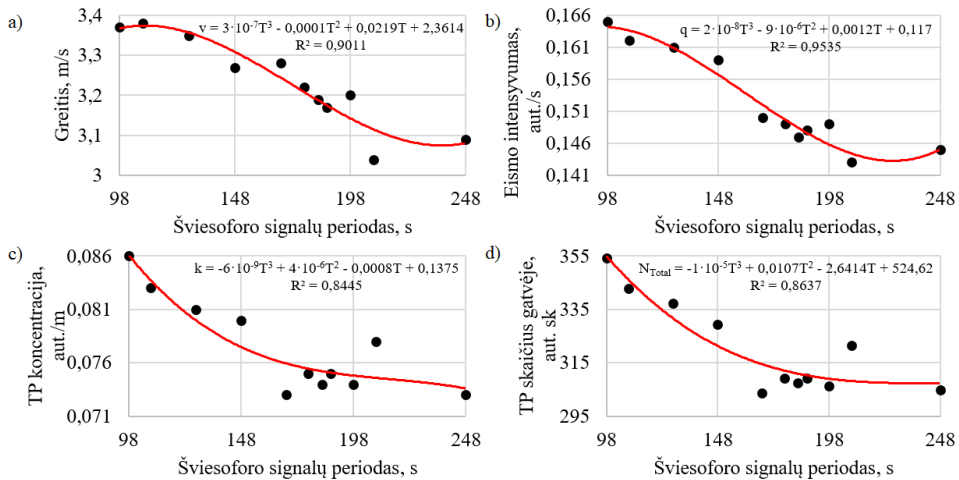 a)
v = 3·10⁻⁷T³ - 0,0001T² + 0,0219T + 2,3614
R² = 0,9011
Greitis, m/s
3,4
3,3
3,2
3,1
3
98
148
198
248
Šviesoforo signalų periodas, s
b)
q = 2·10⁻⁸T³ - 9·10⁻⁶T² + 0,0012T + 0,117
R² = 0,9535
Eismo intensyvumas,
aut./s
0,166
0,161
0,156
0,151
0,146
0,141
98
148
198
248
Šviesoforo signalų periodas, s
c)
k = -6·10⁻⁹T³ + 4·10⁻⁶T² - 0,0008T + 0,1375
R² = 0,8445
TP koncentracija,
aut./m
0,086
0,081
0,076
0,071
98
148
198
248
Šviesoforo signalų periodas, s
d)
N_Total = -1·10⁻⁵T³ + 0,0107T² - 2,6414T + 524,62
R² = 0,8637
TP skaičius gatvėje,
aut. sk
355
335
315
295
98
148
198
248
Šviesoforo signalų periodas, s